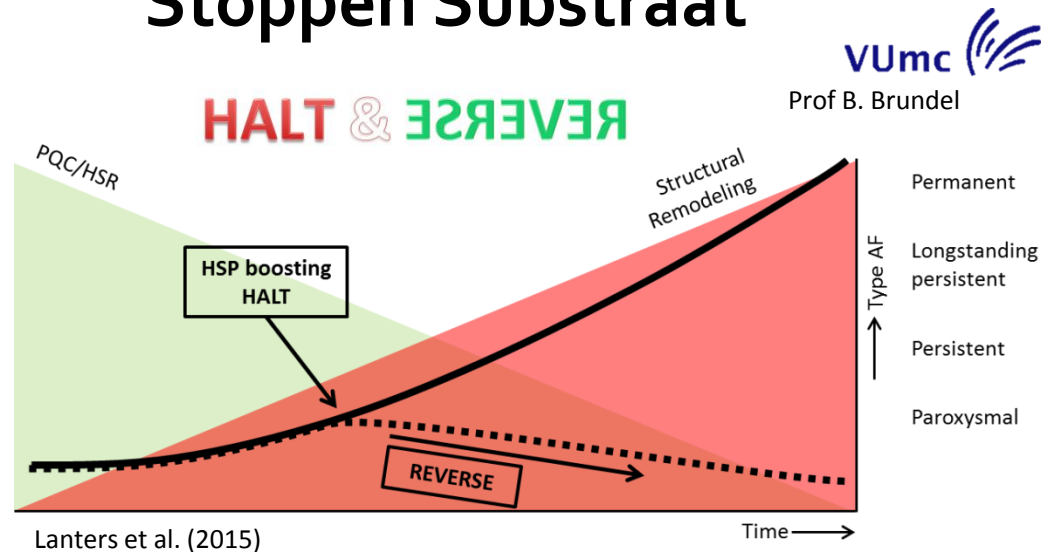 Stoppen Substraat
VUmc
Prof B. Brundel
HALT & REVERSE
PQC/HSR
Structural
Remodeling
HSP boosting
HALT
REVERSE
Type AF
Permanent
Longstanding
persistent
Persistent
Paroxysmal
Time
Lanters et al. (2015)